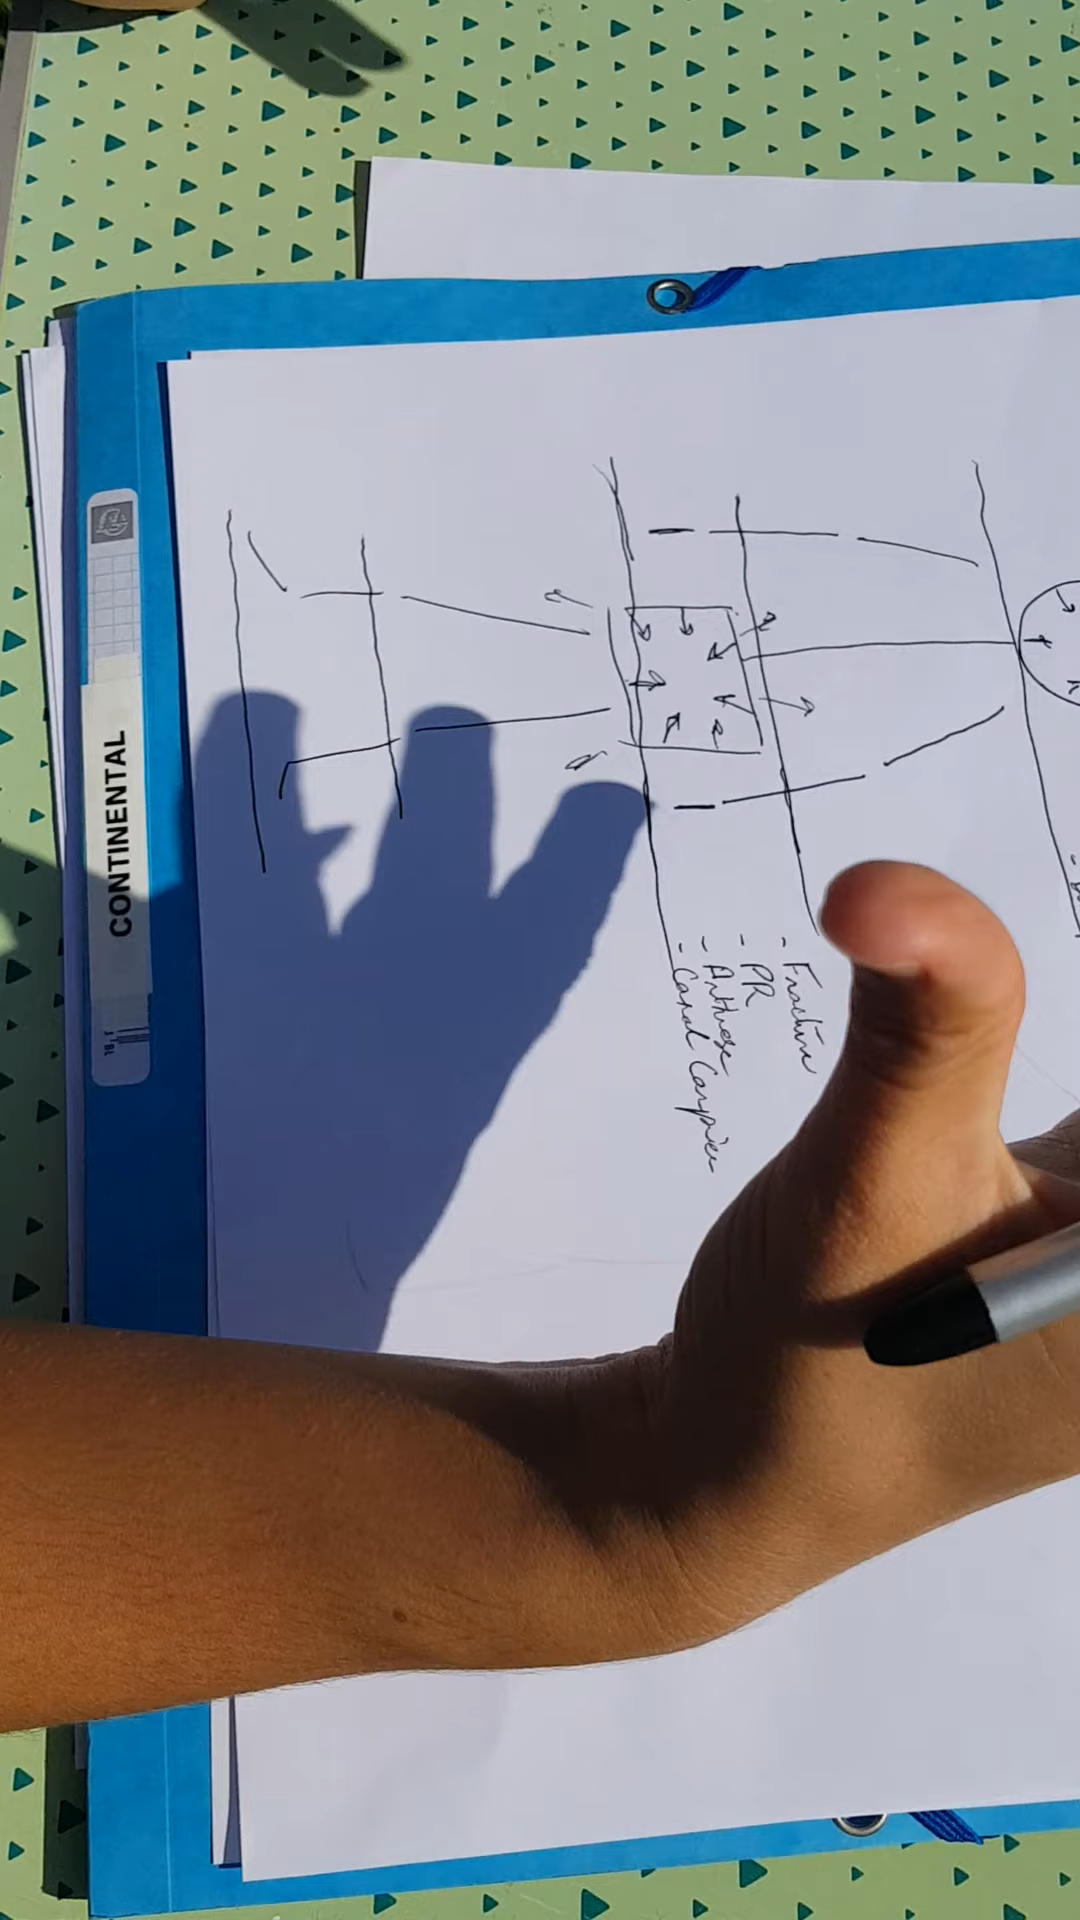 CONTINENTAL
- Fracture
- PR
- Arthrose
- Canal Carpien